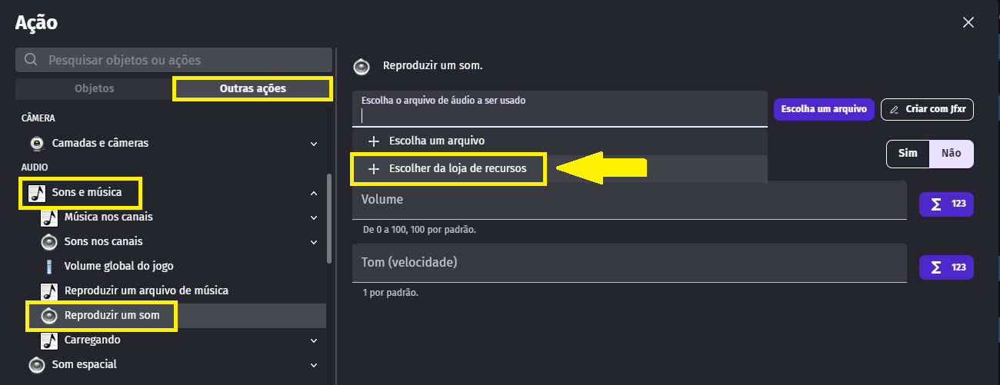 Ação
Pesquisar objetos ou ações
Objetos
Outras ações
CÂMERA
Camadas e câmeras
AUDIO
Sons e música
Música nos canais
Sons nos canais
Volume global do jogo
Reproduzir um arquivo de música
Reproduzir um som
Carregando
Som espacial
Reproduzir um som.
Escolha o arquivo de áudio a ser usado
Escolha um arquivo
Criar com Jfxr
Escolha um arquivo
Escolher da loja de recursos
Sim
Não
Volume
123
De 0 a 100, 100 por padrão.
Tom (velocidade)
123
1 por padrão.